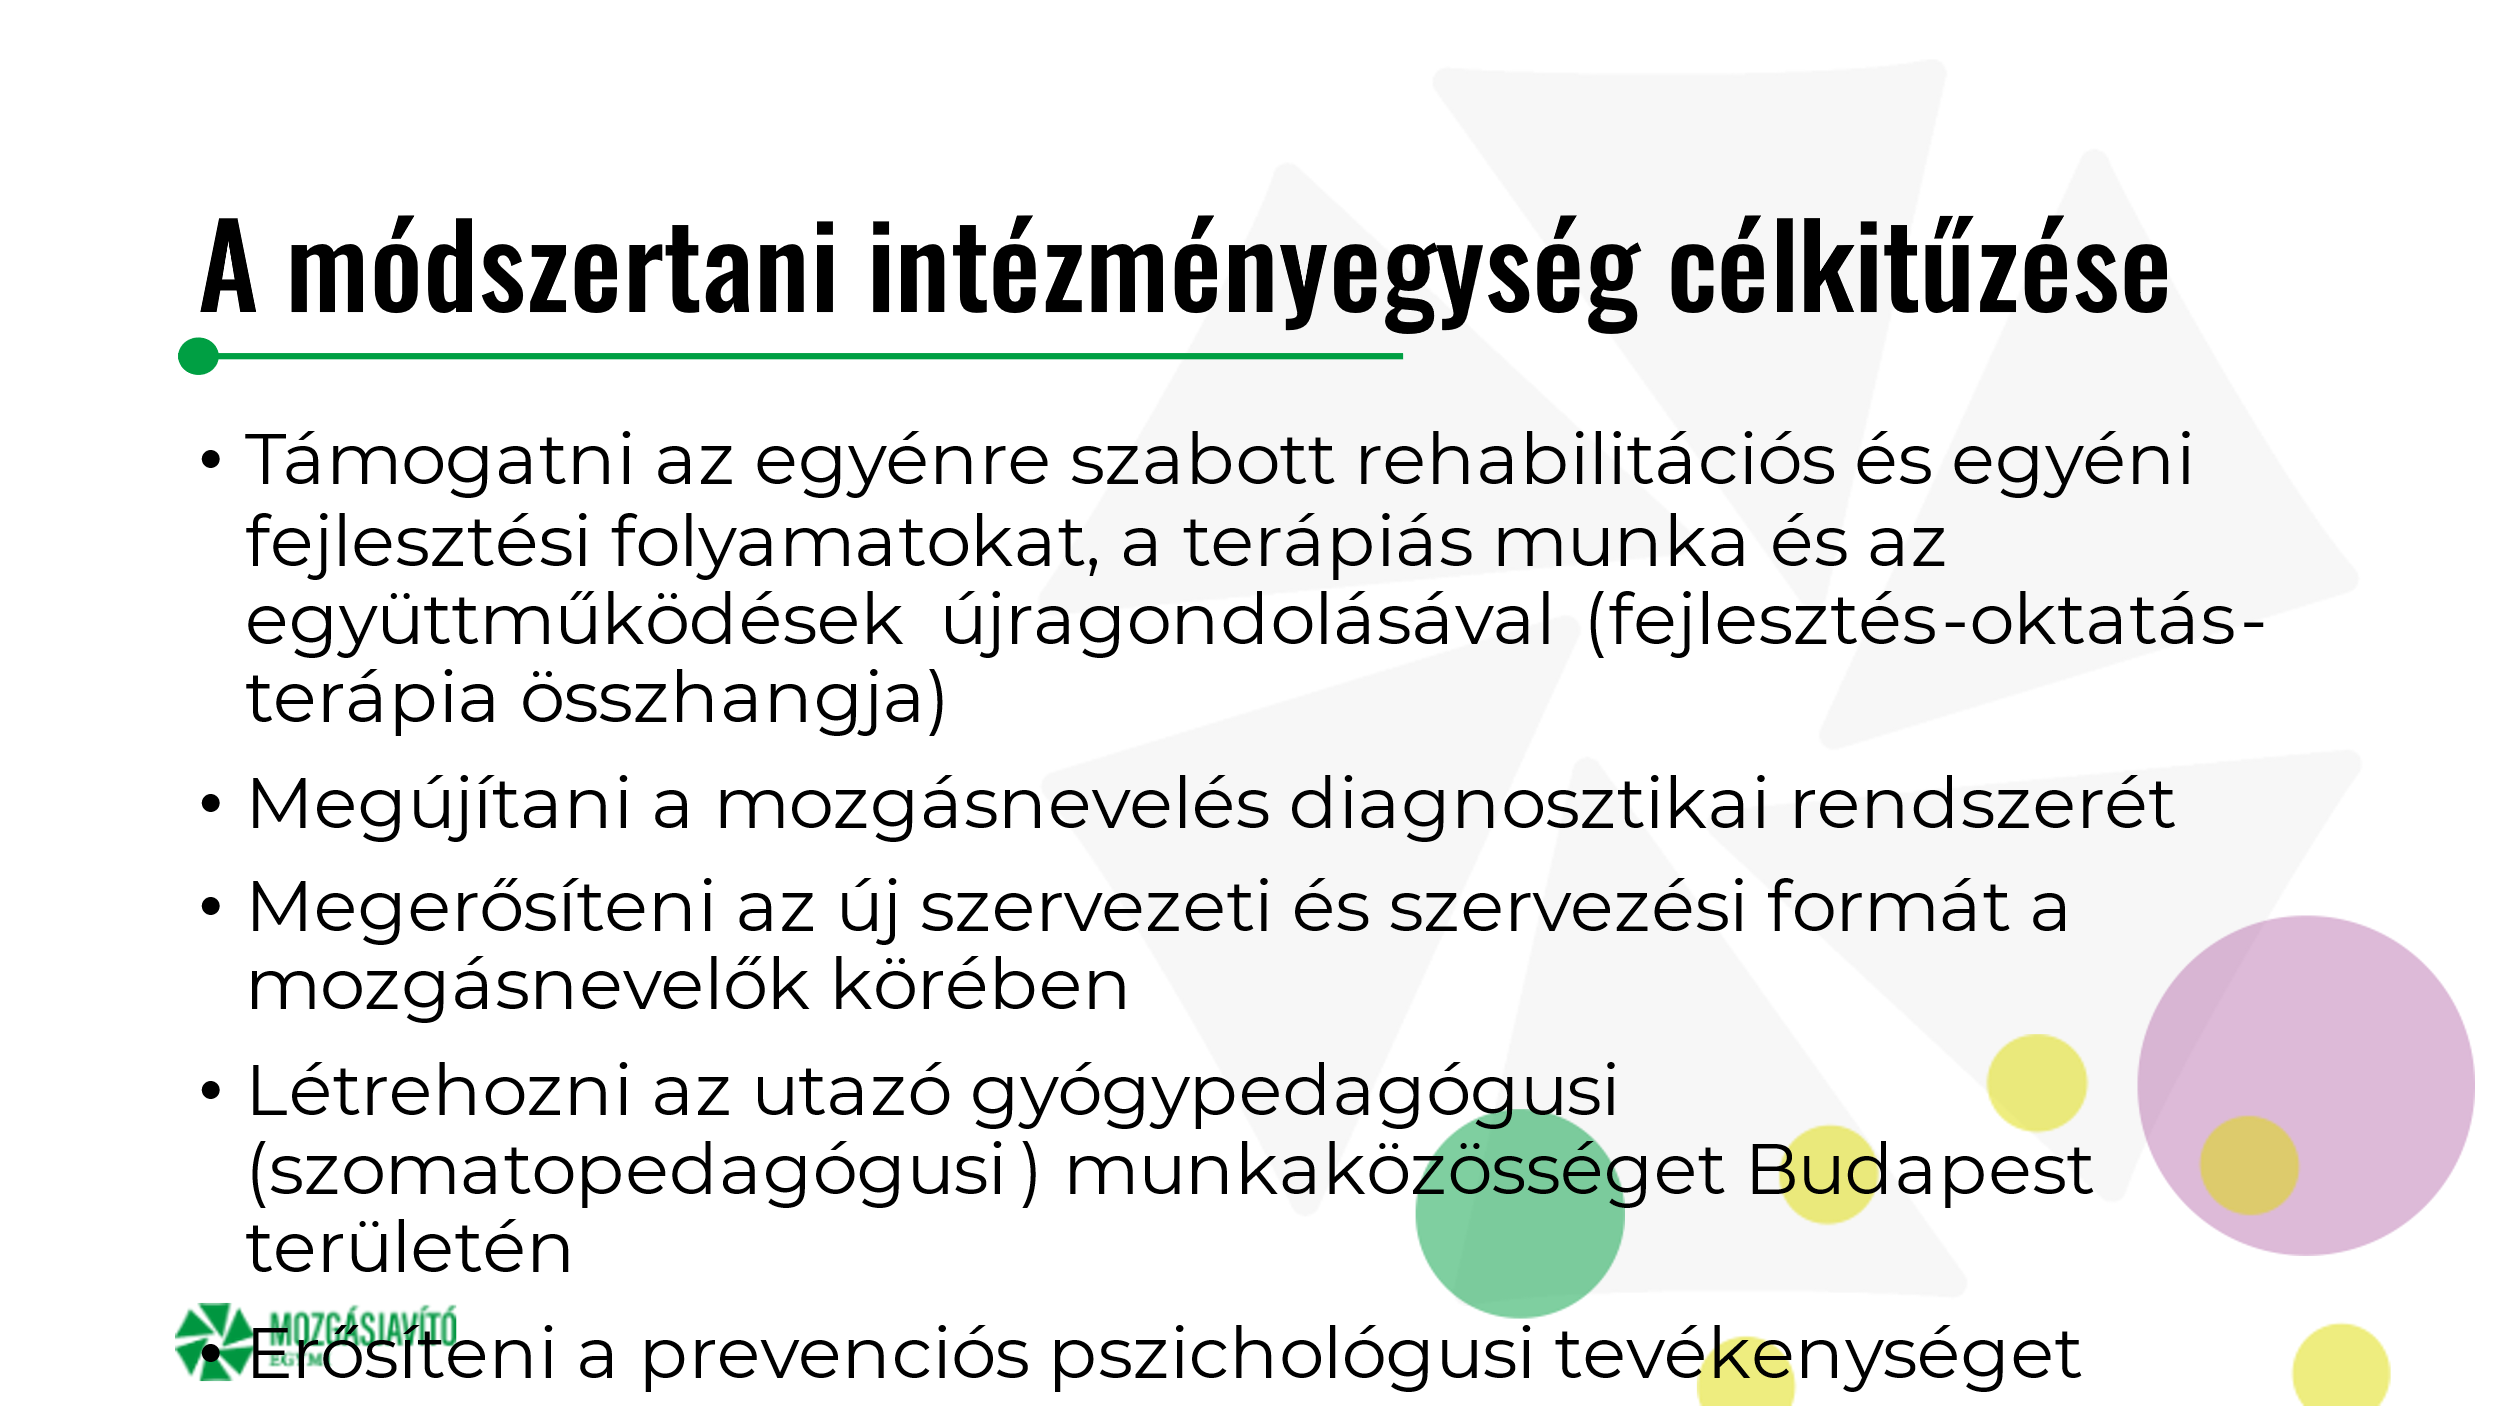 A módszertani intézményegység célkitűzése
• Támogatni az egyénre szabott rehabilitációs és egyéni
fejlesztési folyamatokat, a terápiás munka és az
együttműködések újragondolásával (fejlesztés-oktatás-
terápia összhangja)
• Megújítani a mozgásnevelés diagnosztikai rendszerét
• Megerősíteni az új szervezeti és szervezési formát a
mozgásnevelők körében
• Létrehozni az utazó gyógypedagógusi
(szomatopedagógusi ) munkaközösséget Budapest
területén
• Erősíteni a prevenciós pszichológusi tevékenységet
MOZGÁSJAVÍTÓ